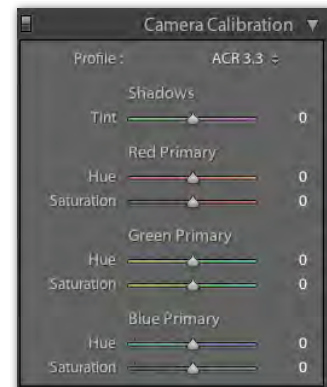 Camera Calibration
Profile : ACR 3.3
Shadows
Tint 0
Red Primary
Hue 0
Saturation 0
Green Primary
Hue 0
Saturation 0
Blue Primary
Hue 0
Saturation 0